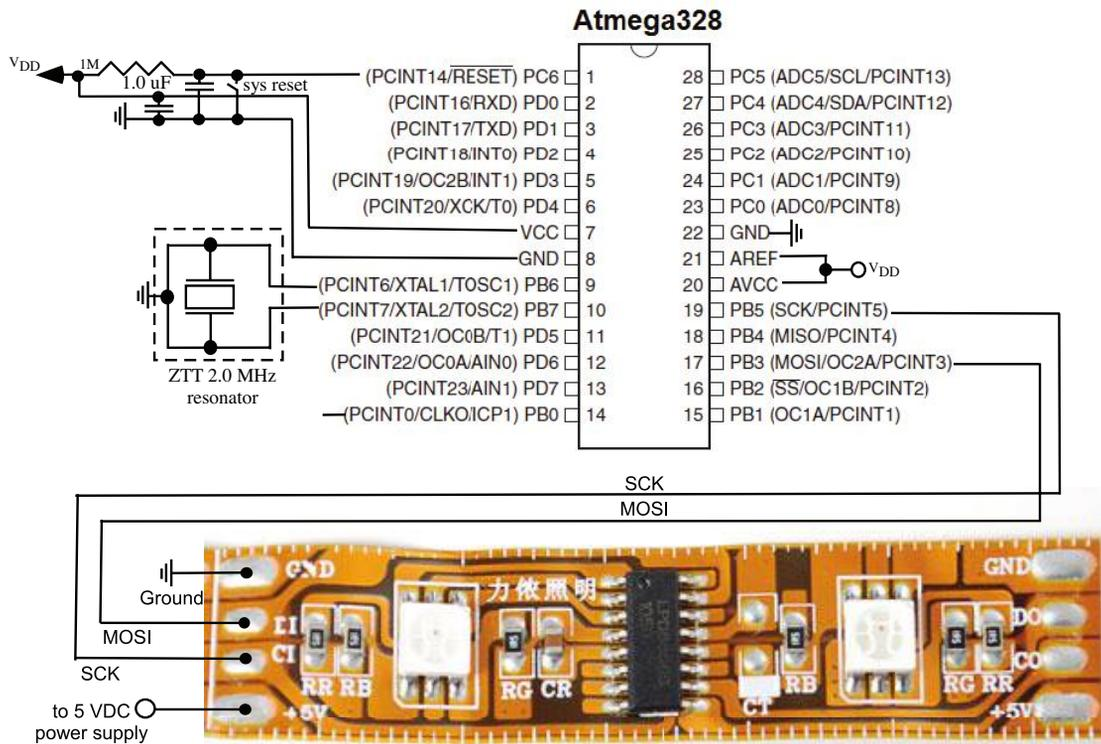 Atmega328
VDD
1M
1.0 uF
sys reset
(PCINT14/RESET) PC6 1
(PCINT16/RXD) PD0 2
(PCINT17/TXD) PD1 3
(PCINT18/INT0) PD2 4
(PCINT19/OC2B/INT1) PD3 5
(PCINT20/XCK/T0) PD4 6
VCC 7
GND 8
(PCINT6/XTAL1/TOSC1) PB6 9
(PCINT7/XTAL2/TOSC2) PB7 10
(PCINT21/OC0B/T1) PD5 11
(PCINT22/OC0A/AIN0) PD6 12
(PCINT23/AIN1) PD7 13
(PCINT0/CLKO/ICP1) PB0 14
28 PC5 (ADC5/SCL/PCINT13)
27 PC4 (ADC4/SDA/PCINT12)
26 PC3 (ADC3/PCINT11)
25 PC2 (ADC2/PCINT10)
24 PC1 (ADC1/PCINT9)
23 PC0 (ADC0/PCINT8)
22 GND
21 AREF
20 AVCC
VDD
19 PB5 (SCK/PCINT5)
18 PB4 (MISO/PCINT4)
17 PB3 (MOSI/OC2A/PCINT3)
16 PB2 (SS/OC1B/PCINT2)
15 PB1 (OC1A/PCINT1)
ZTT 2.0 MHz
resonator
SCK
MOSI
Ground
MOSI
SCK
to 5 VDC
power supply
GND
DI
CI
+5V
RR RB
力依照明
RG CR
CT
RB
RG RR
GND
DO
CO
+5V